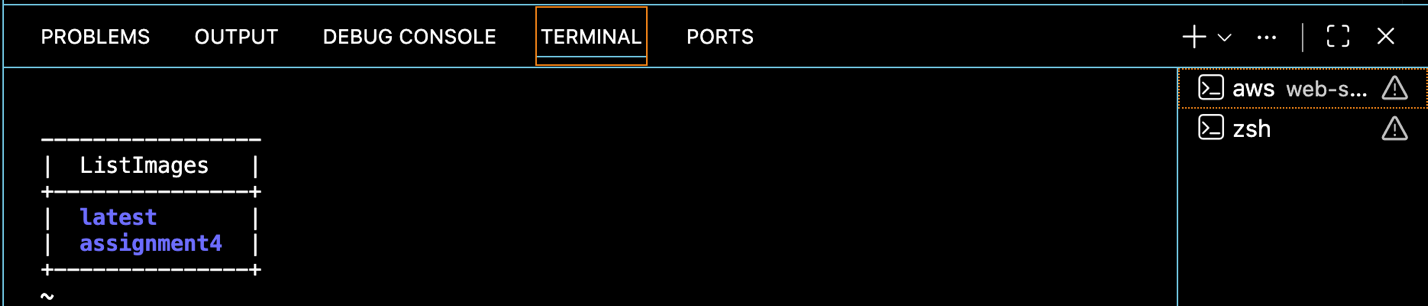 PROBLEMS OUTPUT DEBUG CONSOLE TERMINAL PORTS
aws web-s...
zsh
-----------------
|  ListImages   |
+---------------+
|  latest       |
|  assignment4  |
+---------------+
~